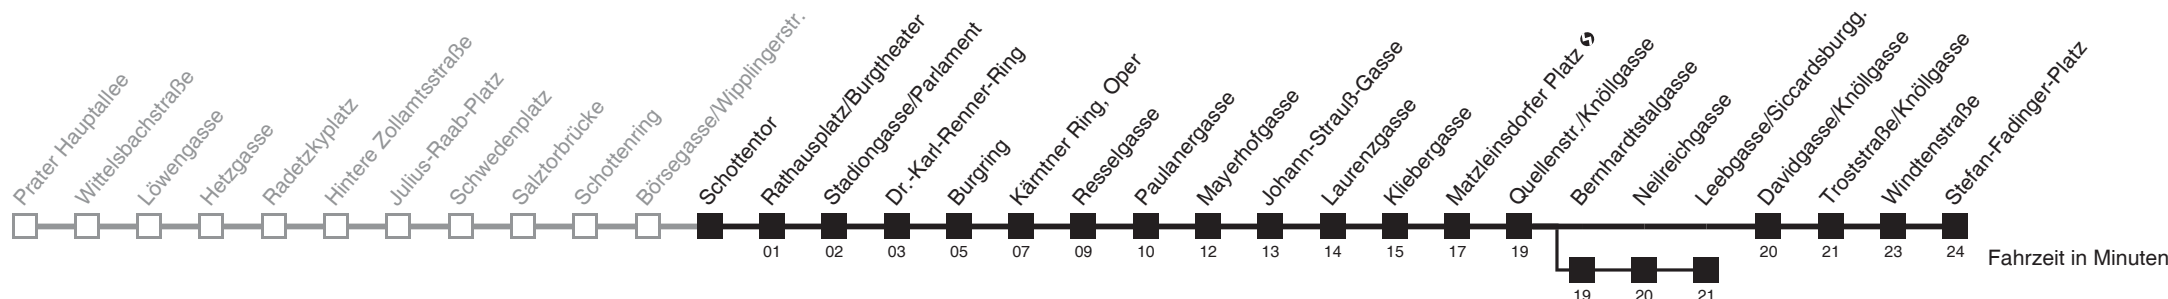 Prater Hauptallee
Wittelsbachstraße
Löwengasse
Hetzgasse
Radetzkyplatz
Hintere Zollamtsstraße
Julius-Raab-Platz
Schwedenplatz
Salztorbrücke
Schottenring
Börsegasse/Wipplingerstr.
Schottentor
Rathausplatz/Burgtheater
Stadiongasse/Parlament
Dr.-Karl-Renner-Ring
Burgring
Kärntner Ring, Oper
Resselgasse
Paulanergasse
Mayerhofgasse
Johann-Strauß-Gasse
Laurenzgasse
Kliebergasse
Matzleinsdorfer Platz
Quellenstr./Knöllgasse
Bernhardtstalgasse
Neilreichgasse
Leebgasse/Siccardsburgg.
Davidgasse/Knöllgasse
Troststraße/Knöllgasse
Windtenstraße
Stefan-Fadinger-Platz
01 02 03 05 07 09 10 12 13 14 15 17 19 20 21 23 24
Fahrzeit in Minuten
19 20 21